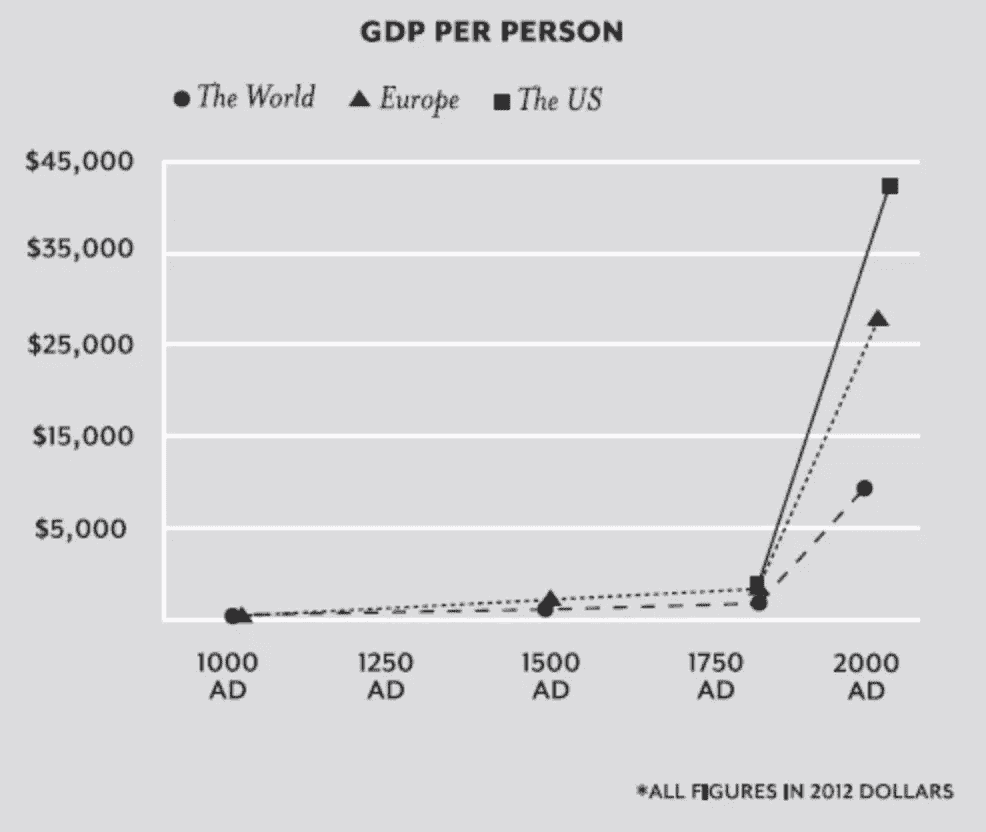 GDP PER PERSON
The World Europe The US
$45,000
$35,000
$25,000
$15,000
$5,000
1000 1250 1500 1750 2000
AD AD AD AD AD
*ALL FIGURES IN 2012 DOLLARS